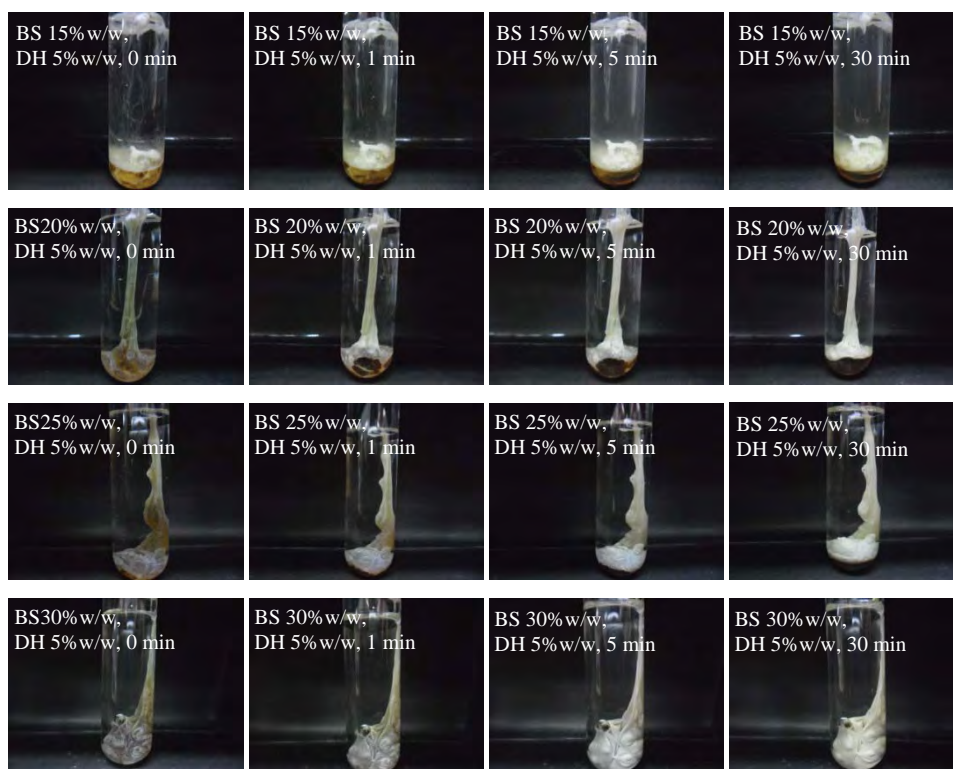 BS 15%w/w,
DH 5%w/w, 0 min
BS 15%w/w,
DH 5%w/w, 1 min
BS 15%w/w,
DH 5%w/w, 5 min
BS 15%w/w,
DH 5%w/w, 30 min
BS20%w/w,
DH 5%w/w, 0 min
BS 20%w/w,
DH 5%w/w, 1 min
BS 20%w/w,
DH 5%w/w, 5 min
BS 20%w/w,
DH 5%w/w, 30 min
BS25%w/w,
DH 5%w/w, 0 min
BS 25%w/w,
DH 5%w/w, 1 min
BS 25%w/w,
DH 5%w/w, 5 min
BS 25%w/w,
DH 5%w/w, 30 min
BS30%w/w,
DH 5%w/w, 0 min
BS 30%w/w,
DH 5%w/w, 1 min
BS 30%w/w,
DH 5%w/w, 5 min
BS 30%w/w,
DH 5%w/w, 30 min